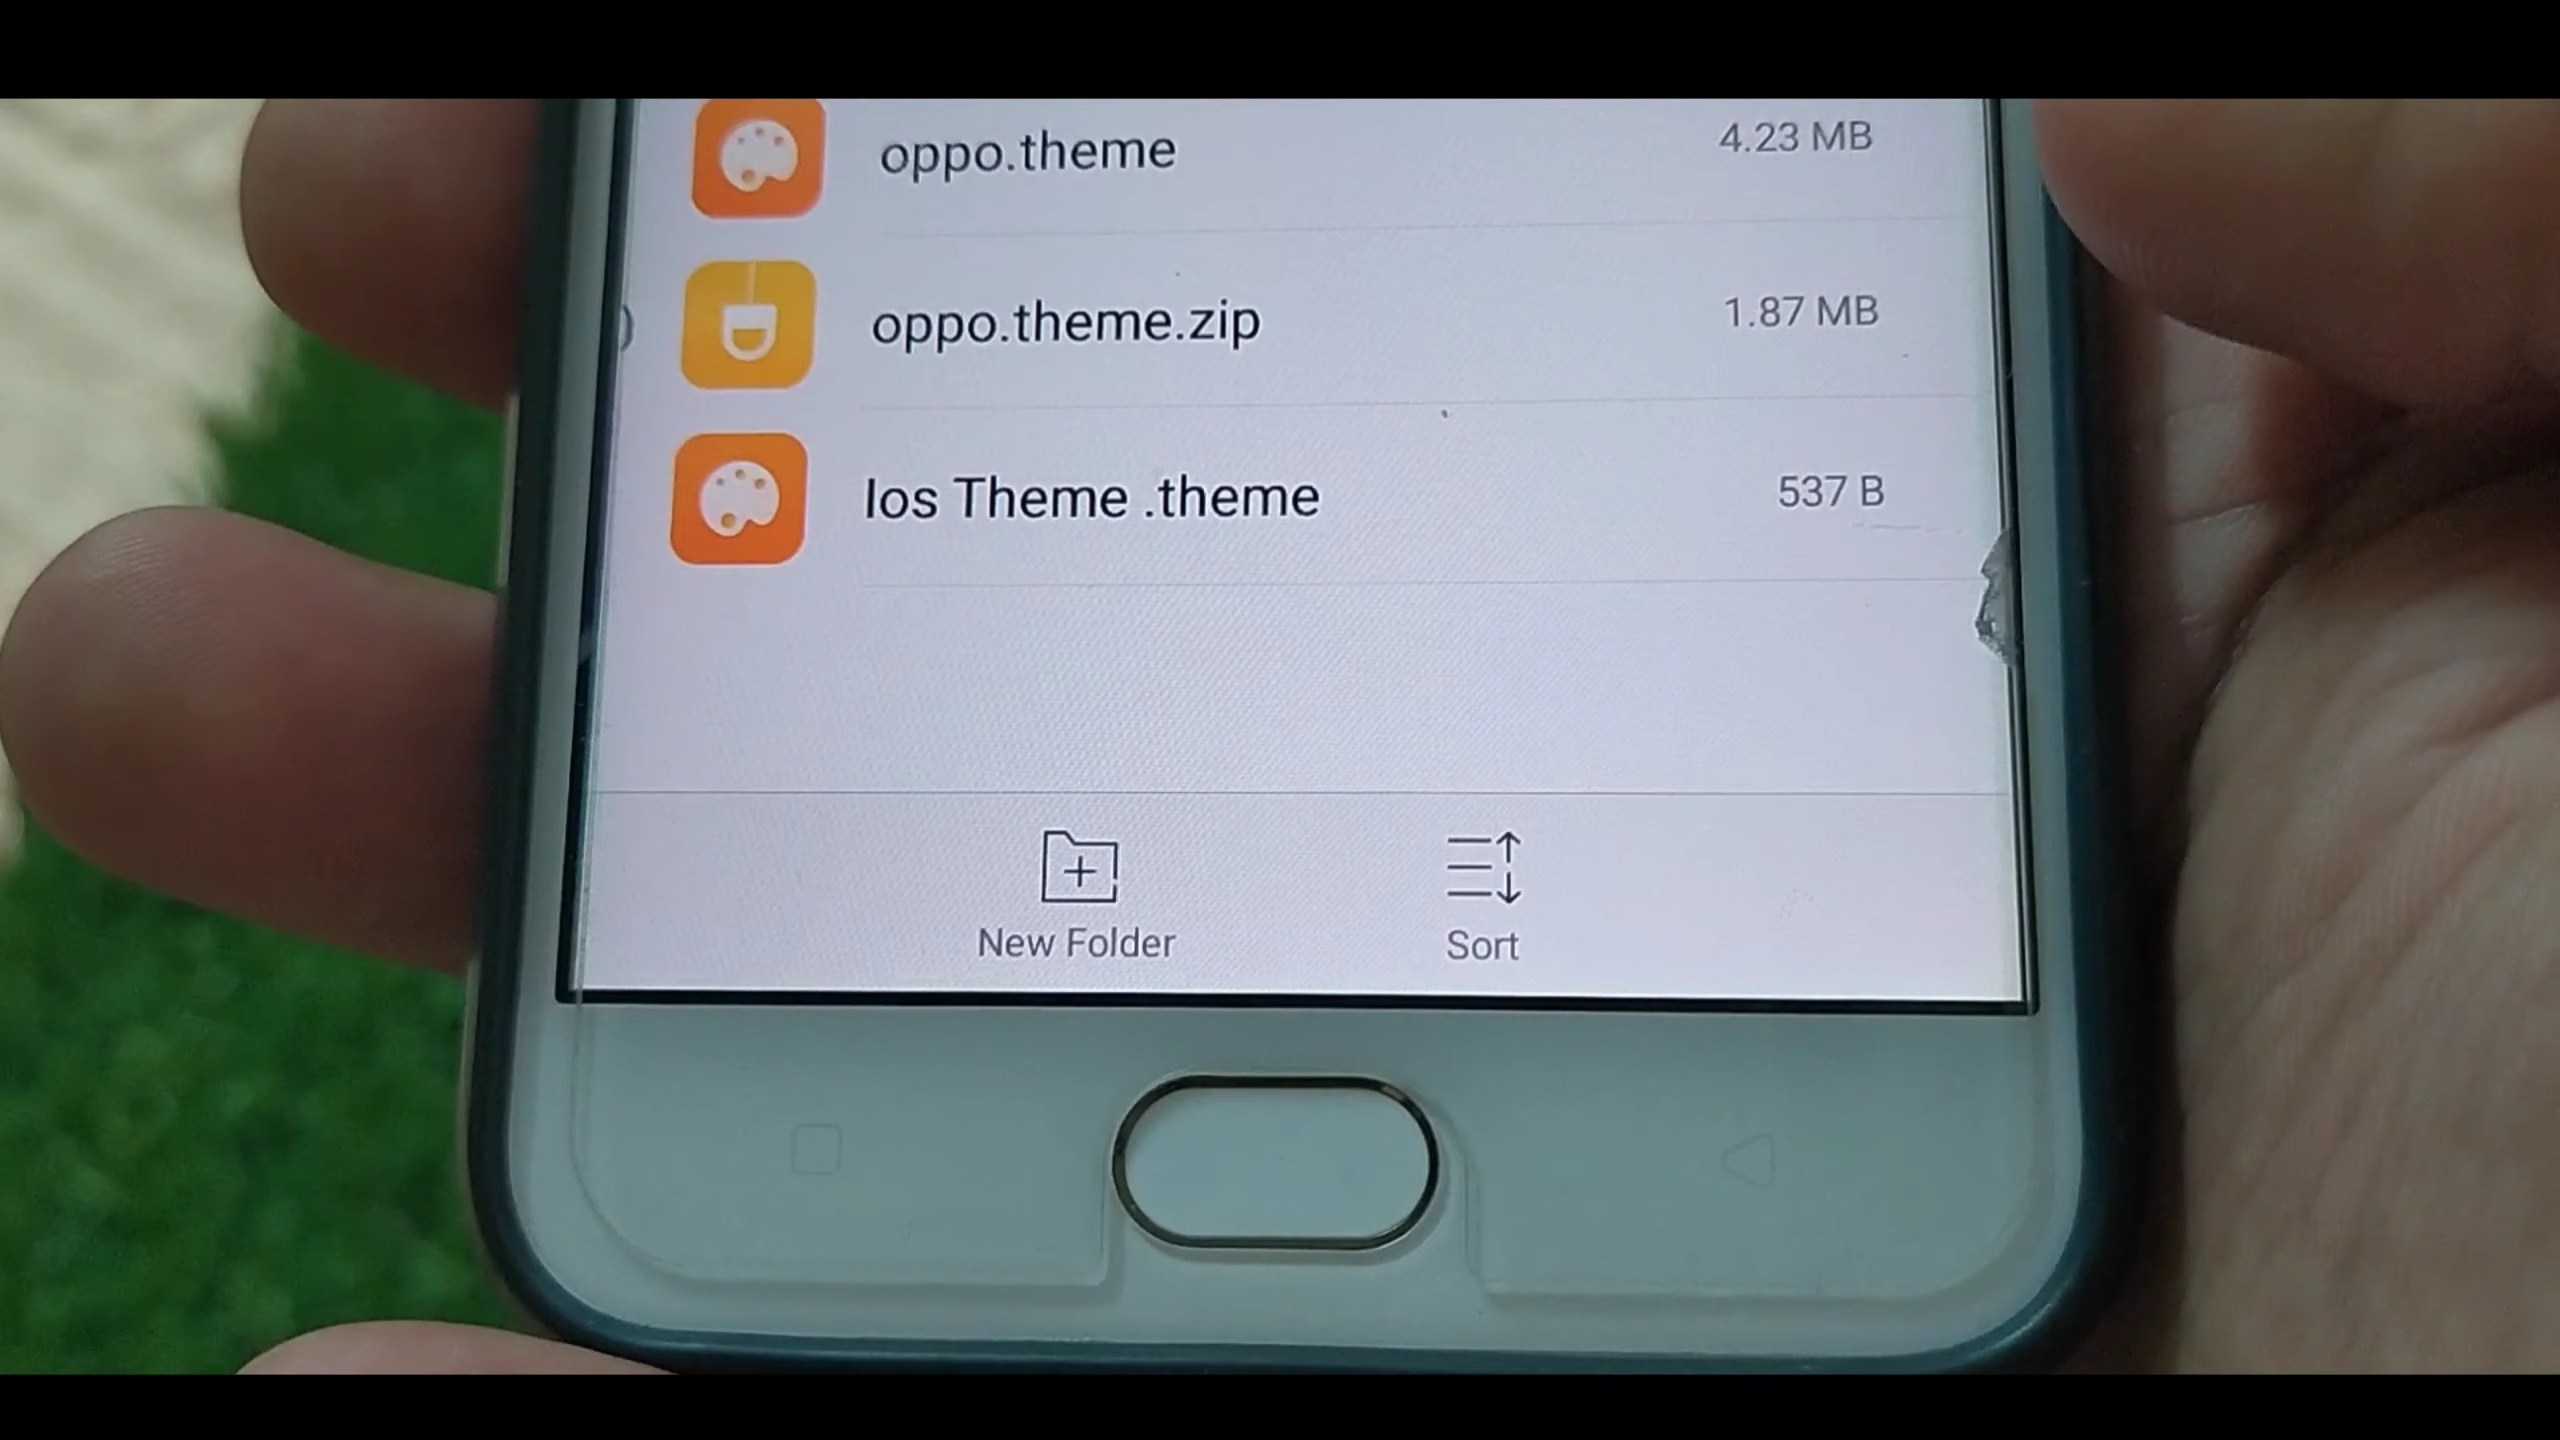 oppo.theme
4.23 MB
oppo.theme.zip
1.87 MB
Ios Theme .theme
537 B
New Folder
Sort